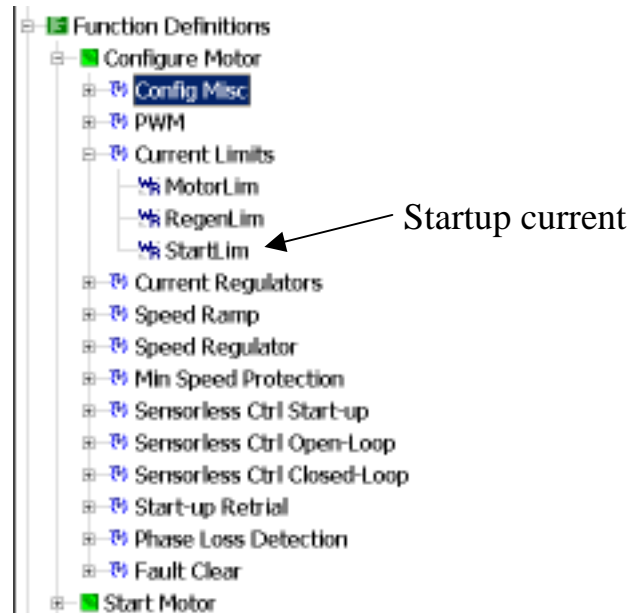 Function Definitions
Configure Motor
Config Misc
PWM
Current Limits
MotorLim
RegenLim
Startup current
StartLim
Current Regulators
Speed Ramp
Speed Regulator
Min Speed Protection
Sensorless Ctrl Start-up
Sensorless Ctrl Open-Loop
Sensorless Ctrl Closed-Loop
Start-up Retrial
Phase Loss Detection
Fault Clear
Start Motor